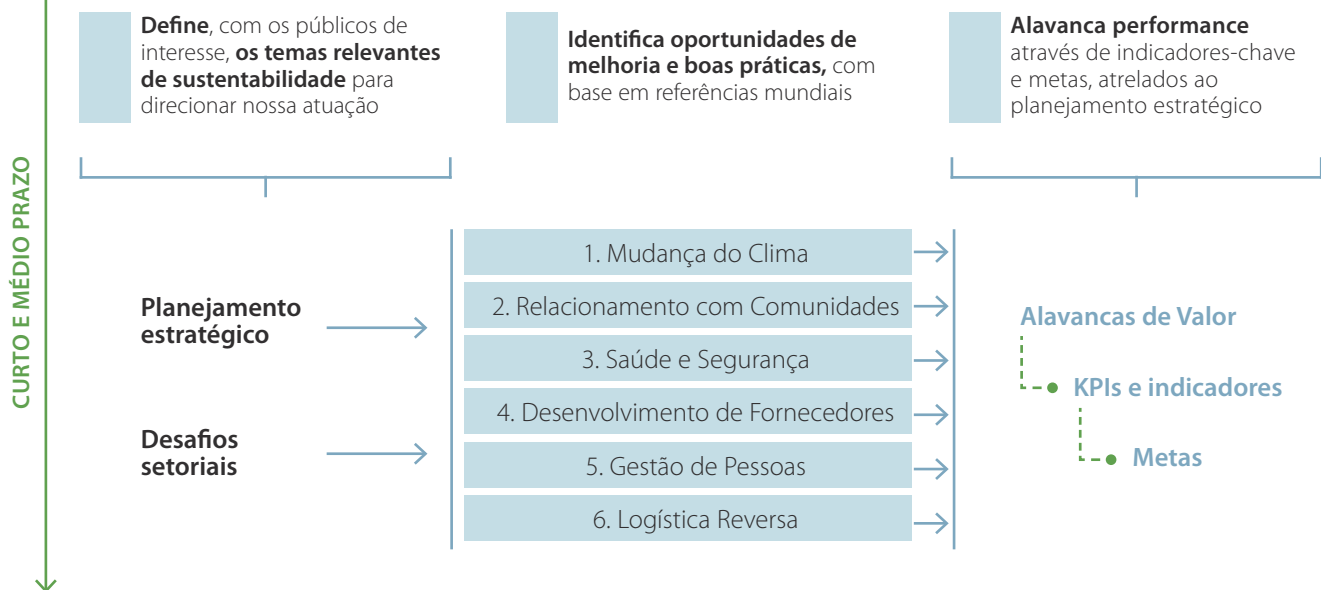 Define, com os públicos de
interesse, os temas relevantes
de sustentabilidade para
direcionar nossa atuação
Identifica oportunidades de
melhoria e boas práticas, com
base em referências mundiais
Alavanca performance
através de indicadores-chave
e metas, atrelados ao
planejamento estratégico
CURTO E MÉDIO PRAZO
Planejamento
estratégico
Desafios
setoriais
1. Mudança do Clima
2. Relacionamento com Comunidades
3. Saúde e Segurança
4. Desenvolvimento de Fornecedores
5. Gestão de Pessoas
6. Logística Reversa
Alavancas de Valor
KPIs e indicadores
Metas